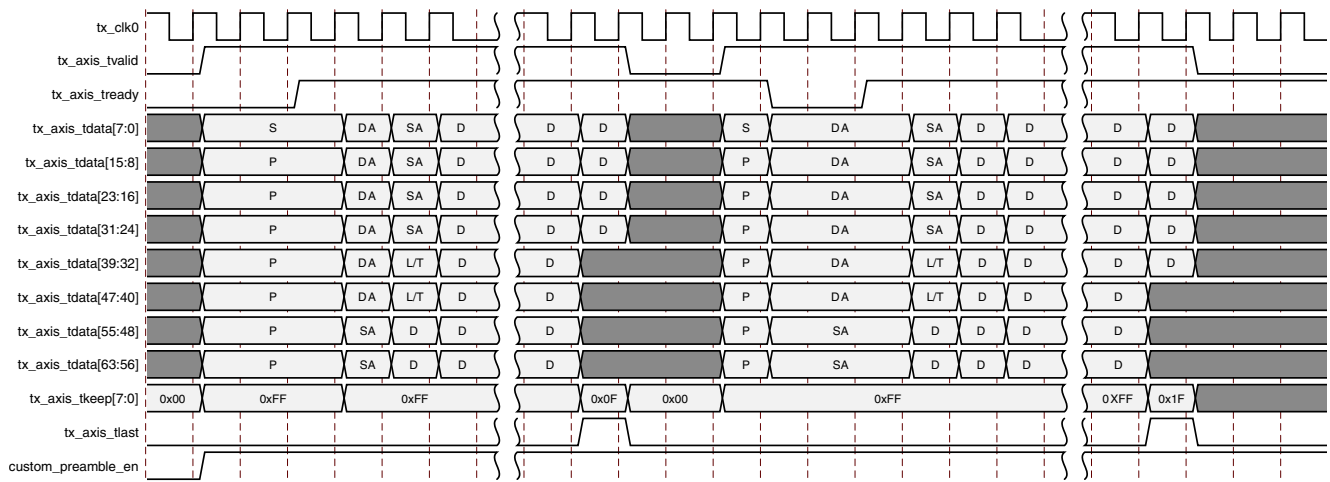 tx_clk0
tx_axis_tvalid
tx_axis_tready
tx_axis_tdata[7:0] S DA SA D D D S DA SA D D D D
tx_axis_tdata[15:8] P DA SA D D D P DA SA D D D D
tx_axis_tdata[23:16] P DA SA D D D P DA SA D D D D
tx_axis_tdata[31:24] P DA SA D D D P DA SA D D D D
tx_axis_tdata[39:32] P DA L/T D D P DA L/T D D D D
tx_axis_tdata[47:40] P DA L/T D D P DA L/T D D D
tx_axis_tdata[55:48] P SA D D D P SA D D D D
tx_axis_tdata[63:56] P SA D D D P SA D D D D
tx_axis_tkeep[7:0] 0x00 0xFF 0xFF 0x0F 0x00 0xFF 0XFF 0x1F
tx_axis_tlast
custom_preamble_en